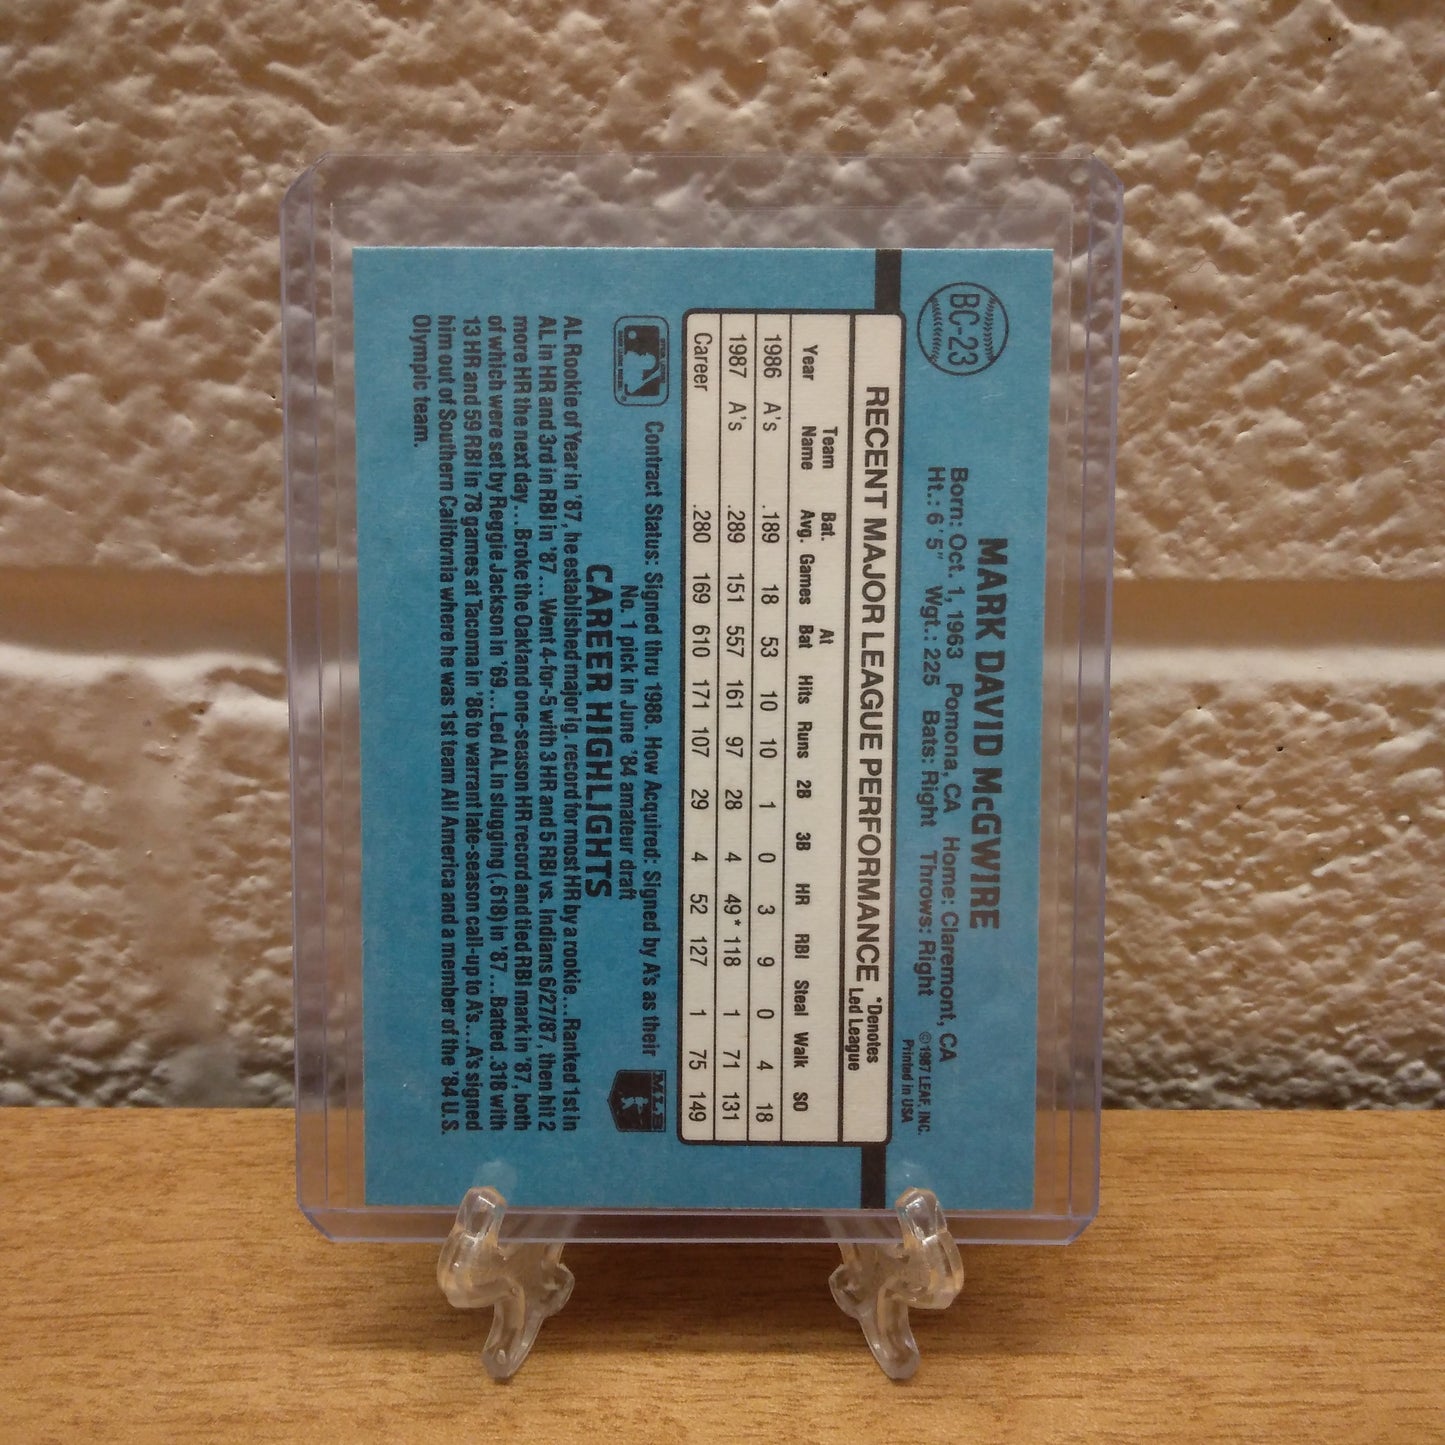 BC-23
MARK DAVID McGWIRE
Born: Oct. 1, 1963 Pomona, CA Home: Claremont, CA
Ht.: 6'5" Wgt.: 225 Bats: Right Throws: Right
©1987 LEAF, INC.
Printed in USA
RECENT MAJOR LEAGUE PERFORMANCE *Denotes Led League
Year Team Name Bat. Avg. Games At Bat Hits Runs 2B 3B HR RBI Steal Walk SO
1986 A's .189 18 53 10 10 1 0 3 9 0 4 18
1987 A's .289 151 557 161 97 28 4 49* 118 1 71 131
Career .280 169 610 171 107 29 4 52 127 1 75 149
Contract Status: Signed thru 1988. How Acquired: Signed by A's as their
No. 1 pick in June '84 amateur draft
MLB
CAREER HIGHLIGHTS
AL Rookie of Year in '87, he established major lg. record for most HR by a rookie...Ranked 1st in
AL in HR and 3rd in RBI in '87...Went 4-for-5 with 3 HR and 5 RBI vs. Indians 6/27/87, then hit 2
more HR the next day...Broke the Oakland one-season HR record and tied RBI mark in '87, both
of which were set by Reggie Jackson in '69...Led AL in slugging (.618) in '87...Batted .318 with
13 HR and 59 RBI in 78 games at Tacoma in '86 to warrant late-season call-up to A's...A's signed
him out of Southern California where he was 1st team All America and a member of the '84 U.S.
Olympic team.